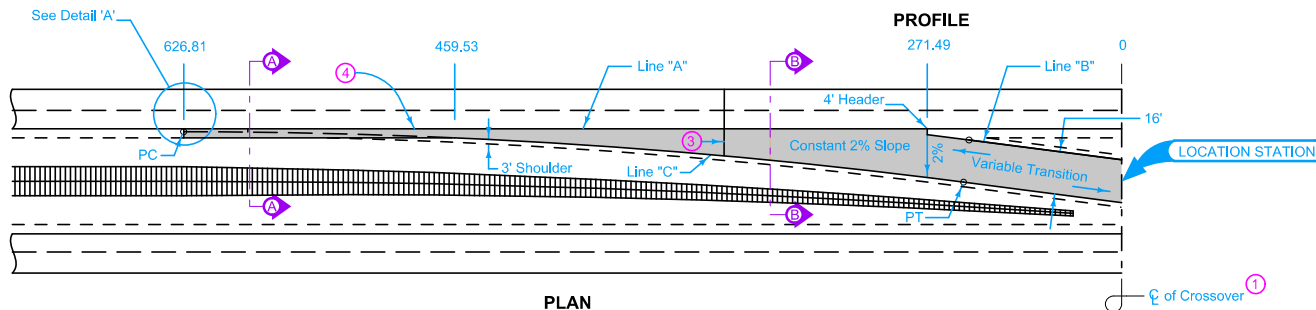 PROFILE
See Detail 'A'
626.81
459.53
271.49
0
A
B
4
Line "A"
Line "B"
4' Header
16'
3
Constant 2% Slope
2%
LOCATION STATION
PC
3' Shoulder
Line "C"
Variable Transition
A
B
PT
PLAN
℄ of Crossover
1